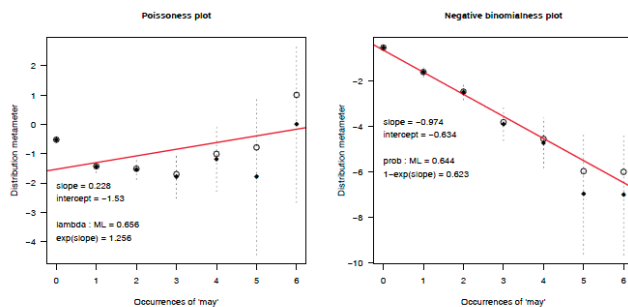 Poissoness plot
Distribution metameter
2
1
0
−1
−2
−3
−4
slope = 0.228
intercept = −1.53
lambda : ML = 0.656
exp(slope) = 1.256
0 1 2 3 4 5 6
Occurrences of 'may'
Negative binomialness plot
Distribution metameter
−2
−4
−6
−8
−10
slope = −0.974
intercept = −0.634
prob : ML = 0.644
1−exp(slope) = 0.623
0 1 2 3 4 5 6
Occurrences of 'may'